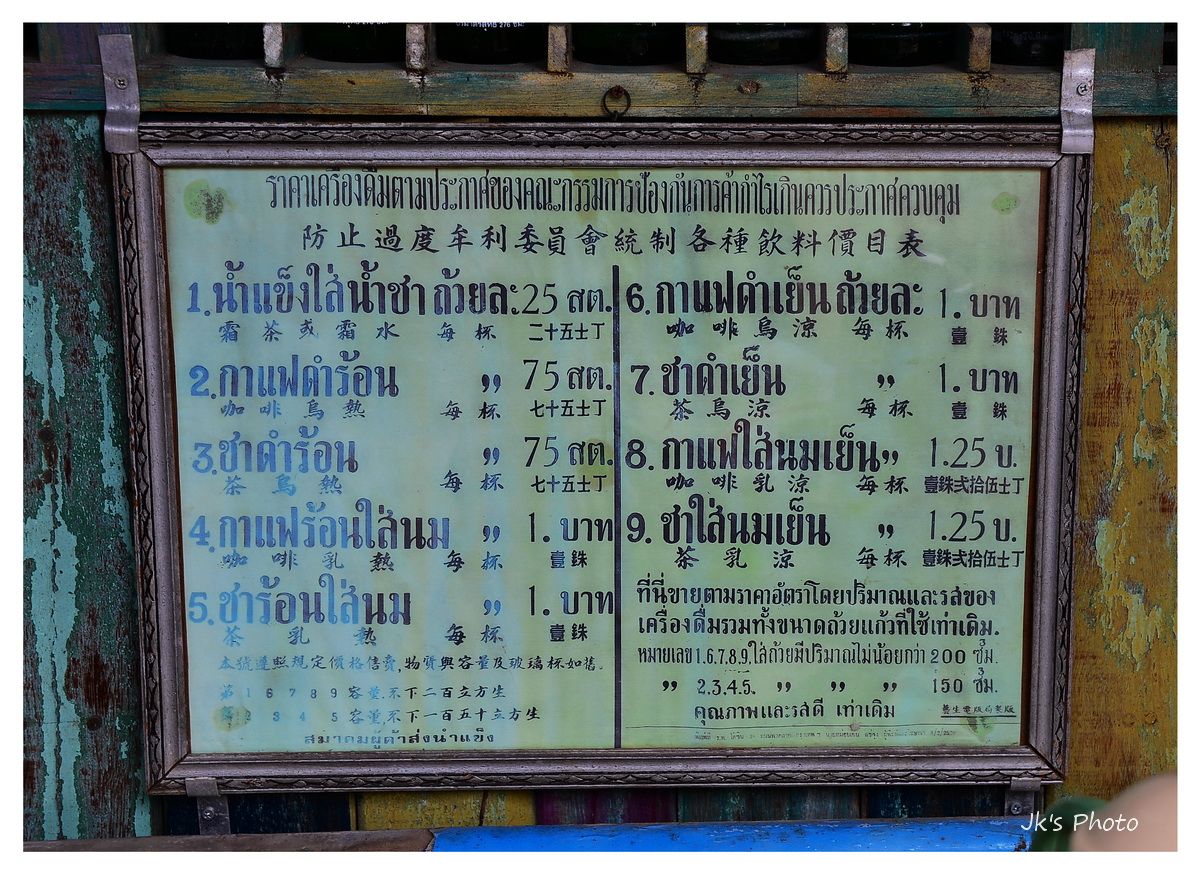 ราคาเครื่องดื่มตามประกาศของคณะกรรมการป้องกันการค้ากำไรเกินควรประกาศควบคุม
防止過度牟利委員會統制各種飲料價目表
1. น้ำแข็งใส่น้ำชา ถ้วยละ 25 สต.
霜茶或霜水 每杯 二十五士丁
2. กาแฟดำร้อน " 75 สต.
咖啡烏熱 每杯 七十五士丁
3. ชาดำร้อน " 75 สต.
茶烏熱 每杯 七十五士丁
4. กาแฟร้อนใส่นม " 1. บาท
咖啡乳熱 每杯 壹銖
5. ชาร้อนใส่นม " 1. บาท
茶乳熱 每杯 壹銖
本號遵照規定價格售賣,物質與容量及玻璃杯如舊。
第 1 6 7 8 9 容量,不下二百立方生
第 2 3 4 5 容量,不下一百五十立方生
สมาคมผู้ค้าส่งน้ำแข็ง
6. กาแฟดำเย็น ถ้วยละ 1. บาท
咖啡烏涼 每杯 壹銖
7. ชาดำเย็น " 1. บาท
茶烏涼 每杯 壹銖
8. กาแฟใส่นมเย็น " 1.25 บ.
咖啡乳涼 每杯 壹銖弍拾伍士丁
9. ชาใส่นมเย็น " 1.25 บ.
茶乳涼 每杯 壹銖弍拾伍士丁
ที่นี่ขายตามราคาอัตราโดยปริมาณและรสของ
เครื่องดื่มรวมทั้งขนาดถ้วยแก้วที่ใช้เท่าเดิม.
หมายเลข 1.6.7.8.9. ใส่ถ้วยมีปริมาณไม่น้อยกว่า 200 ซม.³
" 2.3.4.5. " " " 150 ซม.³
คุณภาพและรสดี เท่าเดิม
Jk's Photo